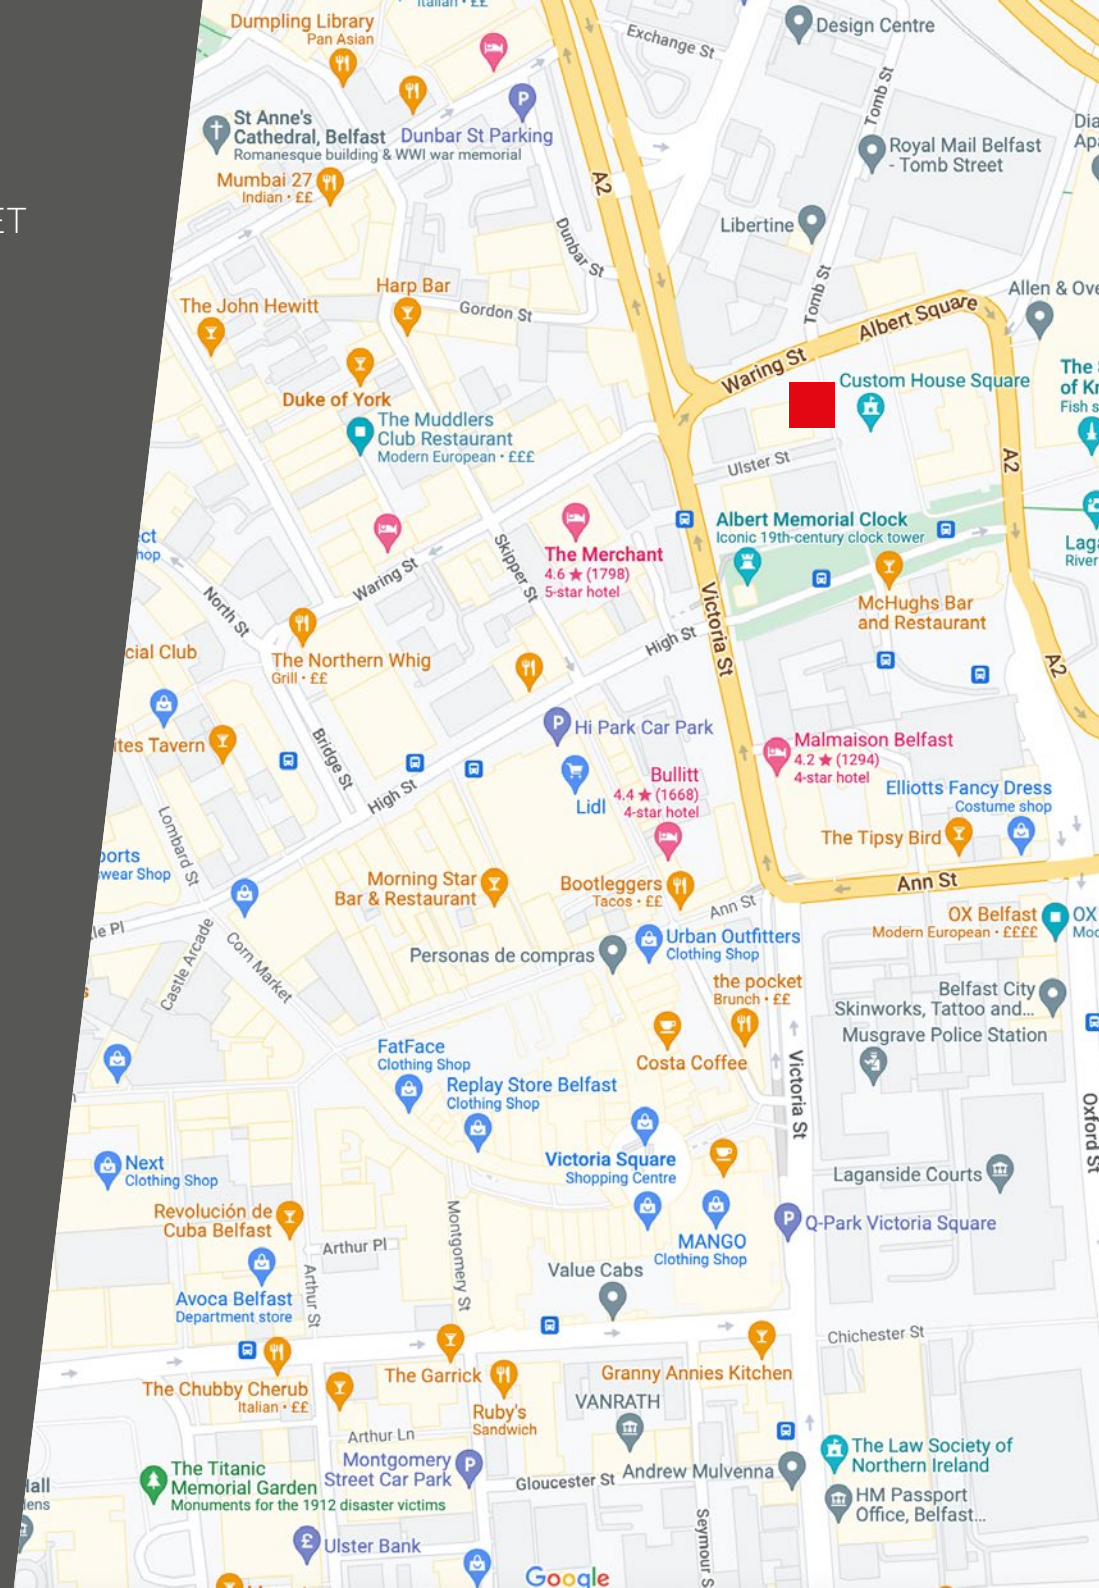 ET
Italian • ££
Dumpling Library
Pan Asian
Exchange St
Design Centre
Tomb St
St Anne's
Cathedral, Belfast
Romanesque building & WWI war memorial
P
Dunbar St Parking
A2
Royal Mail Belfast
- Tomb Street
Mumbai 27
Indian • ££
Libertine
Dunbar St
Tomb St
The John Hewitt
Harp Bar
Gordon St
Albert Square
Allen & Ove
Waring St
Duke of York
Custom House Square
The Muddlers
Club Restaurant
Modern European • £££
Ulster St
A2
Fish s
Albert Memorial Clock
Iconic 19th-century clock tower
The Merchant
4.6 ★ (1798)
5-star hotel
Skipper St
Waring St
North St
River
McHughs Bar
and Restaurant
Victoria St
High St
cial Club
The Northern Whig
Grill • ££
A2
P
Hi Park Car Park
ites Tavern
Bridge St
Malmaison Belfast
4.2 ★ (1294)
4-star hotel
Bullitt
4.4 ★ (1668)
4-star hotel
Lidl
High St
Elliotts Fancy Dress
Costume shop
The Tipsy Bird
Lombard St
ports
wear Shop
Morning Star
Bar & Restaurant
Bootleggers
Tacos • ££
Ann St
Ann St
tle Pl
Castle Arcade
Corn Market
OX Belfast
Modern European • ££££
OX
Urban Outfitters
Clothing Shop
Personas de compras
the pocket
Brunch • ££
Belfast City
Skinworks, Tattoo and...
Musgrave Police Station
Costa Coffee
FatFace
Clothing Shop
Replay Store Belfast
Clothing Shop
Victoria St
Oxford St
Next
Clothing Shop
Victoria Square
Shopping Centre
Laganside Courts
Revolución de
Cuba Belfast
Montgomery St
P
Q-Park Victoria Square
MANGO
Clothing Shop
Arthur Pl
Arthur St
Value Cabs
Avoca Belfast
Department store
Chichester St
The Chubby Cherub
Italian • ££
The Garrick
Granny Annies Kitchen
Ruby's
Sandwich
VANRATH
Arthur Ln
Montgomery
Street Car Park
P
Gloucester St
Andrew Mulvenna
The Law Society of
Northern Ireland
The Titanic
Memorial Garden
Monuments for the 1912 disaster victims
HM Passport
Office, Belfast...
£
Ulster Bank
Seymour S
Google